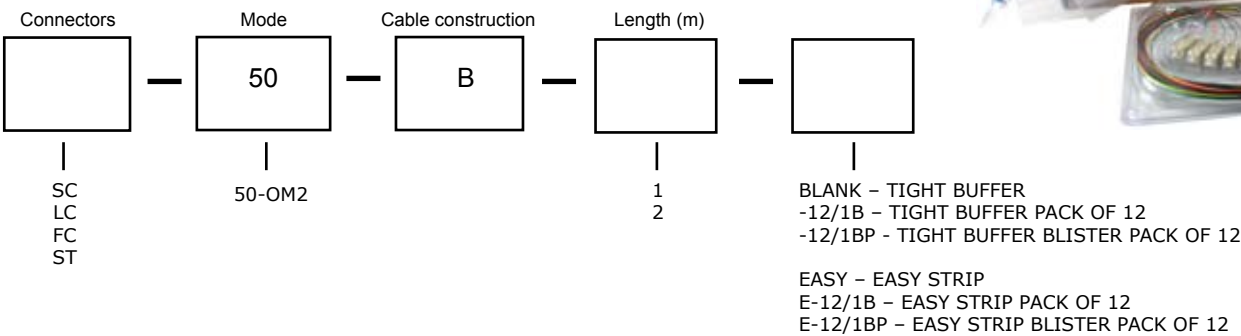 Connectors Mode Cable construction Length (m)
50 B
SC 50-OM2 1 BLANK – TIGHT BUFFER
LC 2 -12/1B – TIGHT BUFFER PACK OF 12
FC -12/1BP - TIGHT BUFFER BLISTER PACK OF 12
ST
EASY – EASY STRIP
E-12/1B – EASY STRIP PACK OF 12
E-12/1BP – EASY STRIP BLISTER PACK OF 12